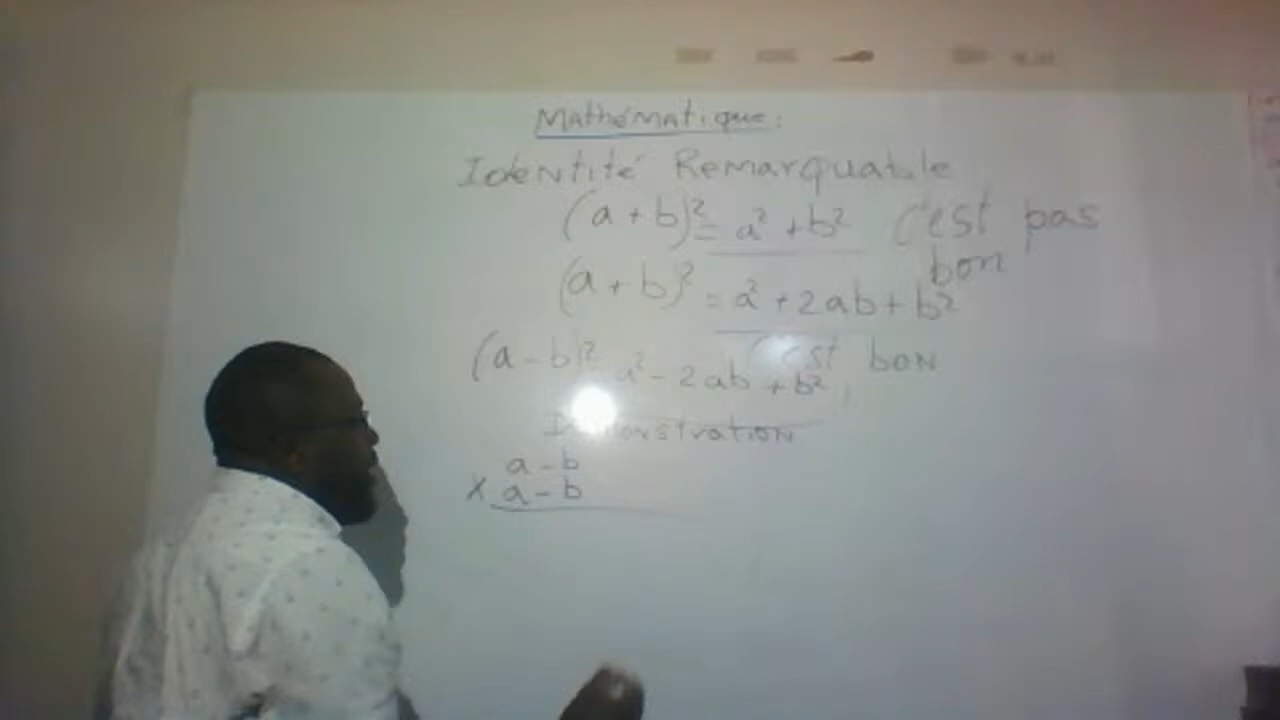 Mathématique:
Identité Remarquable
(a + b)² = a² + b² C'est pas
bon
(a + b)² = a² + 2ab + b²
C'est bon
(a - b)² a² - 2ab + b²
Démonstration
a - b
X a - b